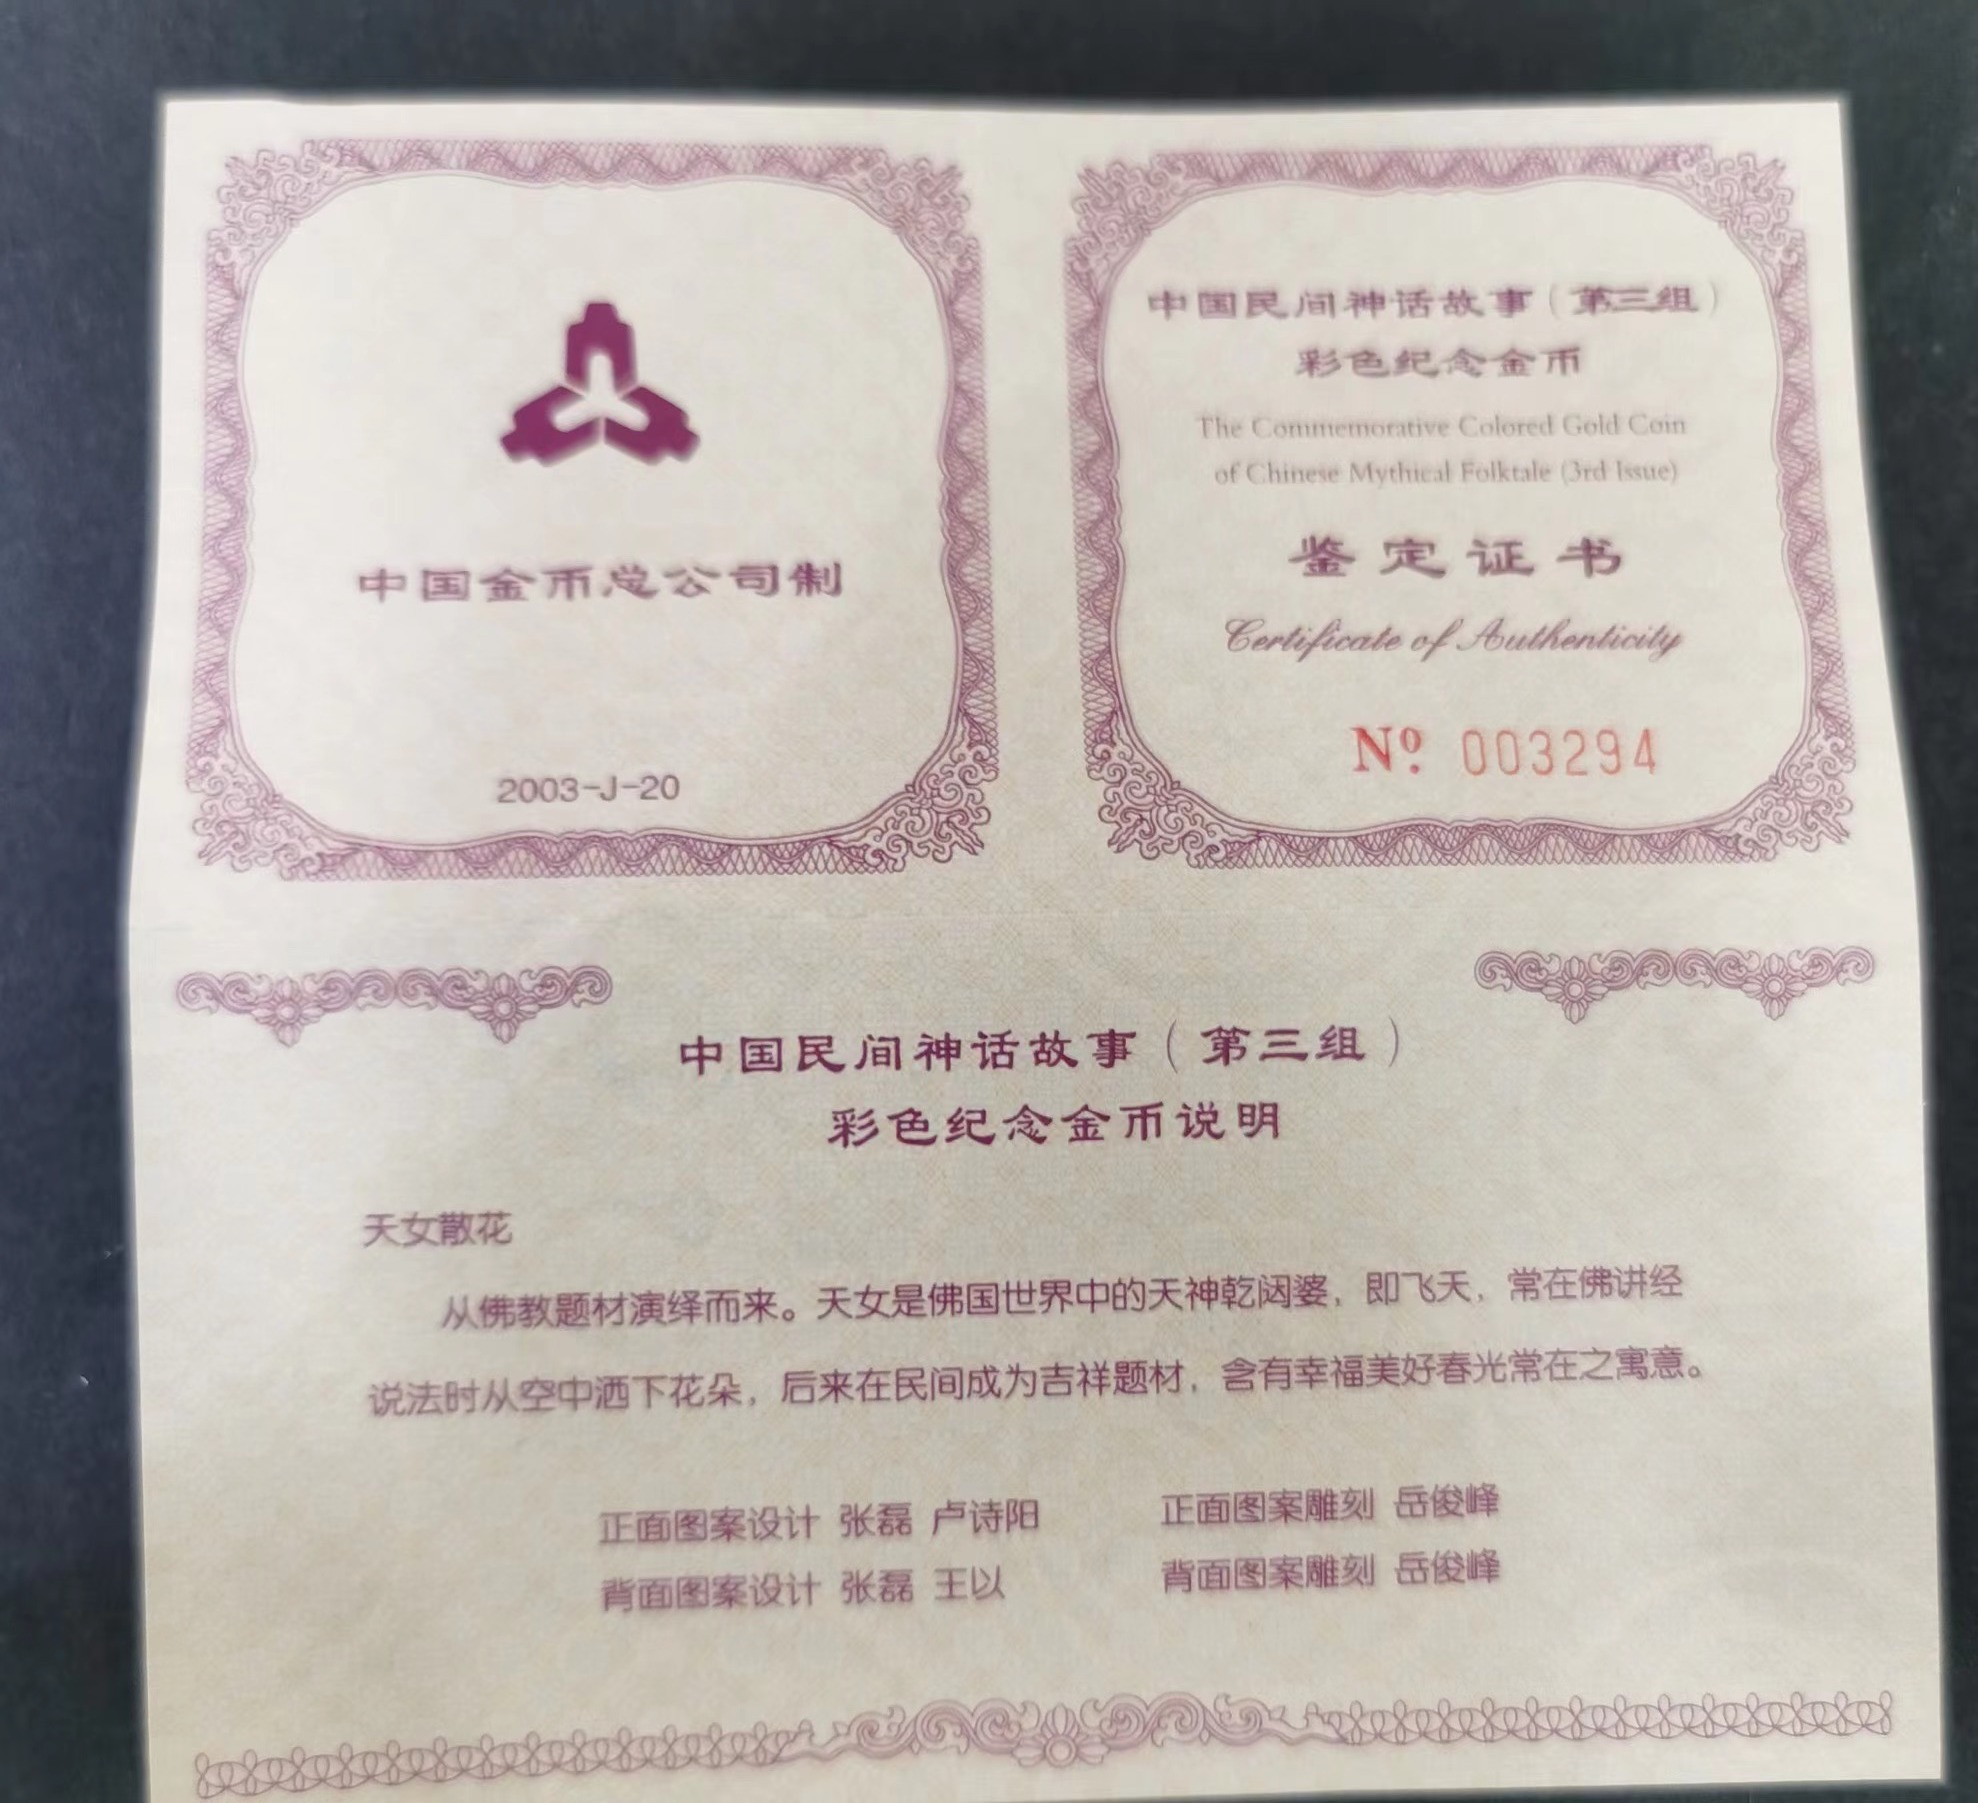 中国金币总公司制
2003-J-20
中国民间神话故事（第三组）
彩色纪念金币
The Commemorative Colored Gold Coin
of Chinese Mythical Folktale (3rd Issue)
鉴定证书
Certificate of Authenticity
Nº 003294
中国民间神话故事（第三组）
彩色纪念金币说明
天女散花
从佛教题材演绎而来。天女是佛国世界中的天神乾闼婆，即飞天，常在佛讲经
说法时从空中洒下花朵，后来在民间成为吉祥题材，含有幸福美好春光常在之寓意。
正面图案设计 张磊 卢诗阳 正面图案雕刻 岳俊峰
背面图案设计 张磊 王以 背面图案雕刻 岳俊峰